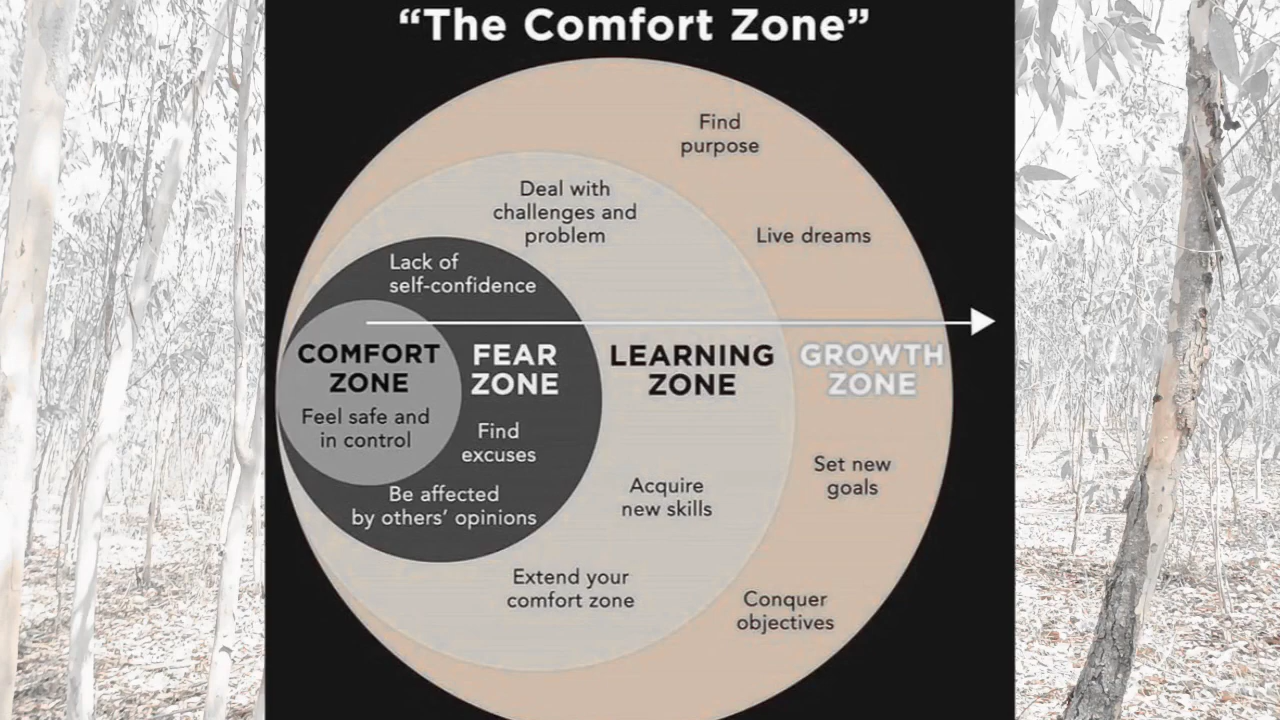 “The Comfort Zone”
Find
purpose
Deal with
challenges and
problem
Live dreams
Lack of
self-confidence
COMFORT
ZONE
Feel safe and
in control
FEAR
ZONE
Find
excuses
Be affected
by others’ opinions
LEARNING
ZONE
Acquire
new skills
Extend your
comfort zone
GROWTH
ZONE
Set new
goals
Conquer
objectives